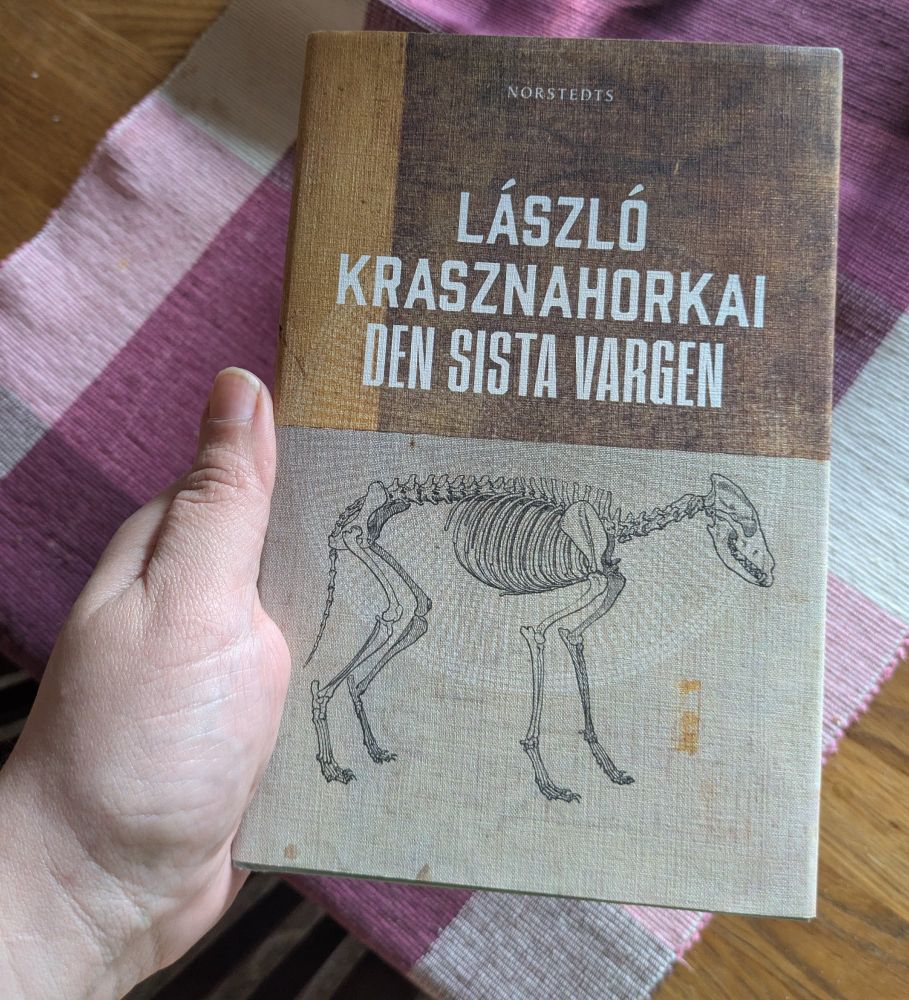 NORSTEDTS
LÁSZLÓ
KRASZNAHORKAI
DEN SISTA VARGEN